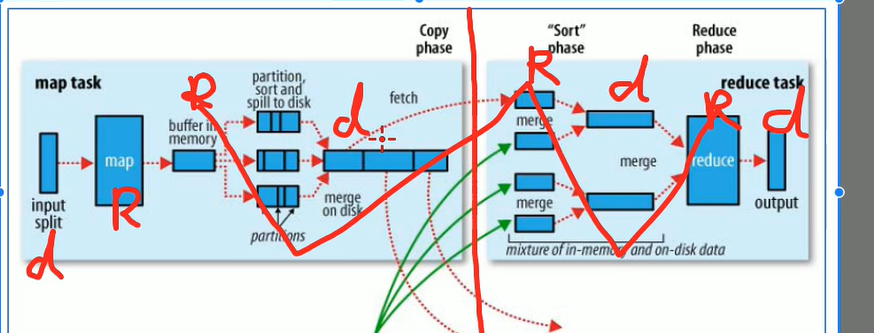 Copy
phase
"Sort"
phase
Reduce
phase
map task
partition,
sort and
spill to disk
fetch
reduce task
R
d
R
d
R
d
buffer in
memory
merge
map
merge
reduce
R
input
split
merge
on disk
merge
output
d
partitions
mixture of in-memory and on-disk data